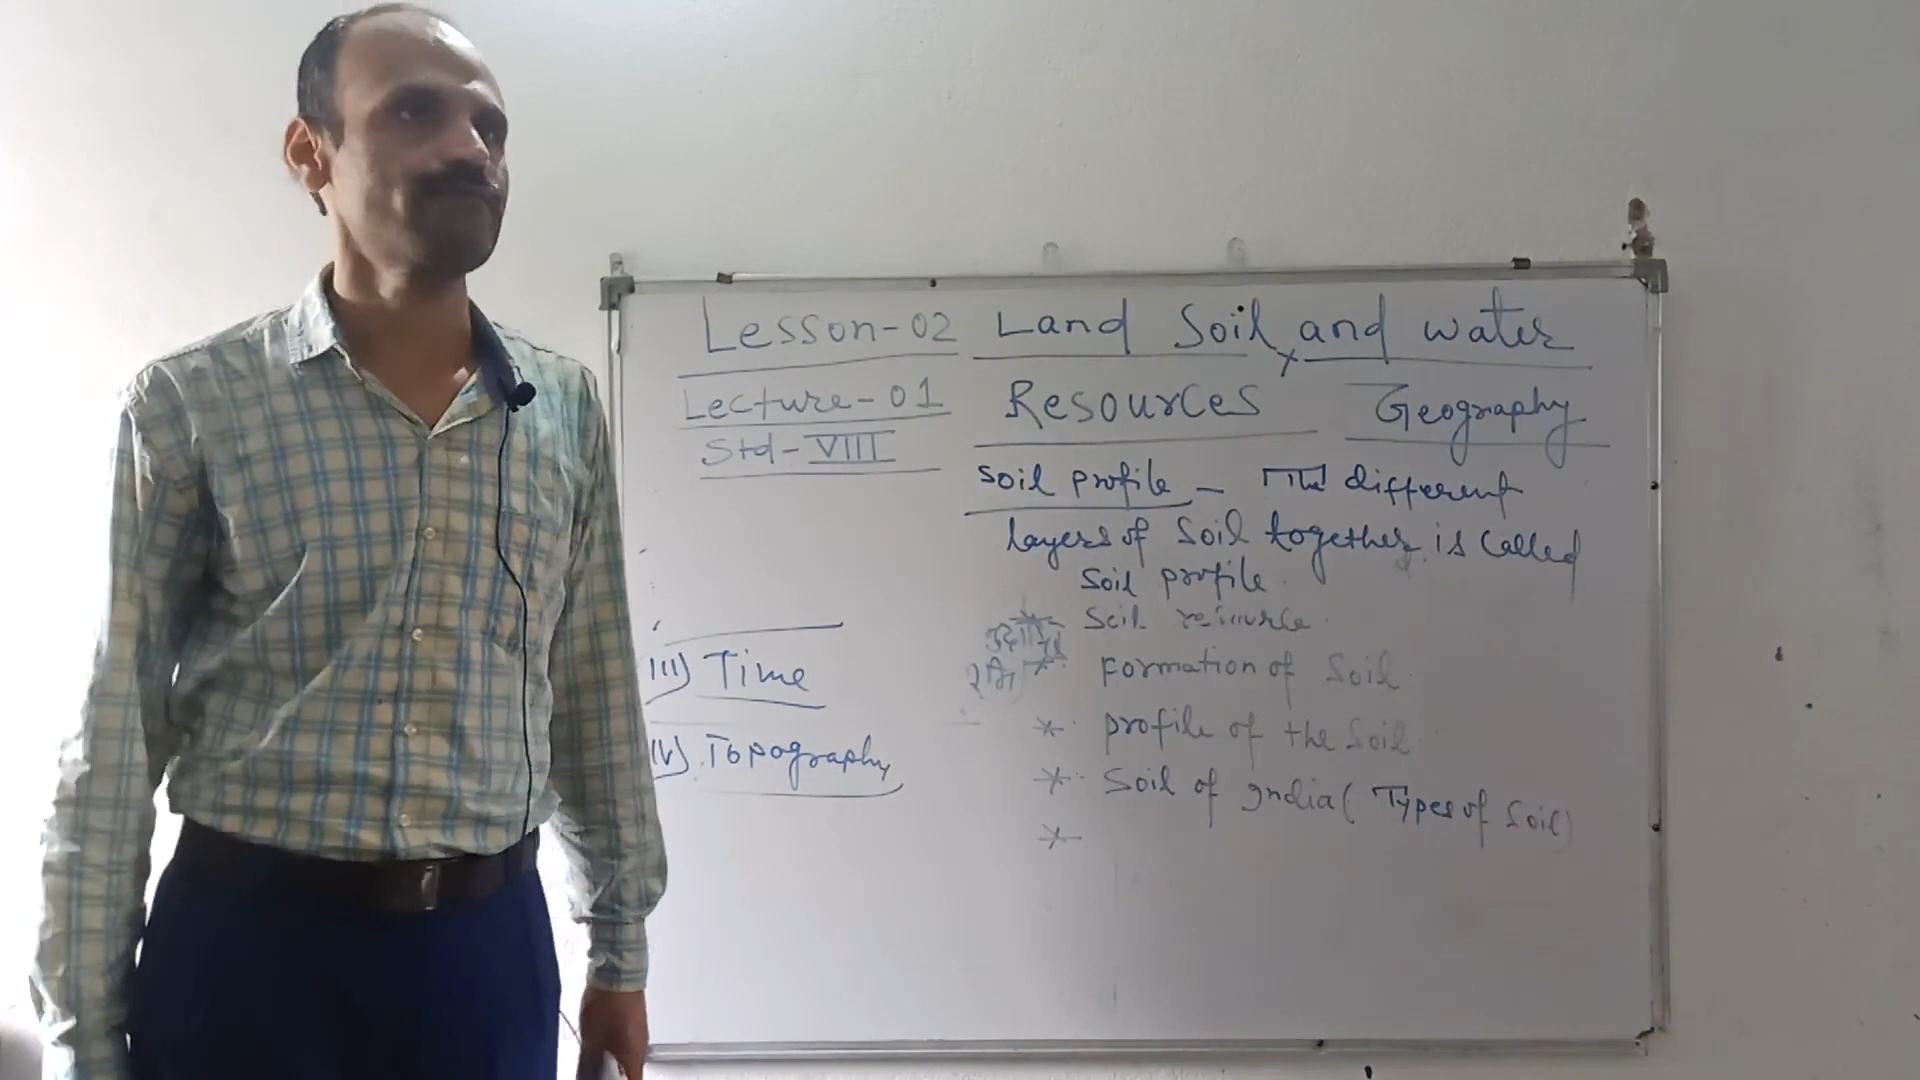 Lesson-02 Land Soil, and water
Lecture-01 Resources Geography
Std-VIII
Soil profile - The different
layers of Soil together is called
Soil profile
* Soil resource
* Formation of Soil
III) Time
* profile of the Soil
IV) Topography
* Soil of India ( Types of Soil)
*